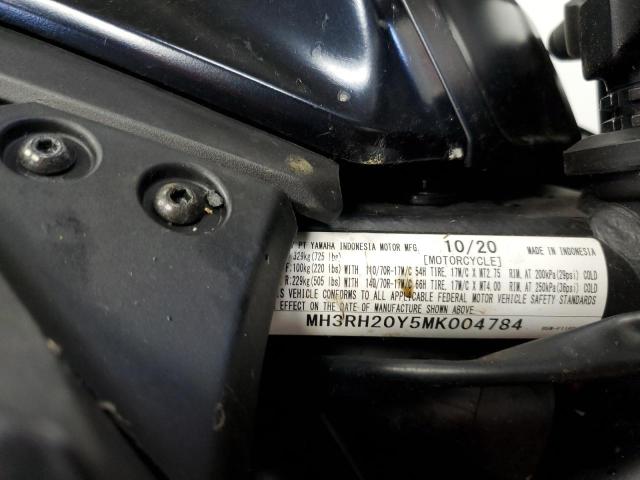 PT YAMAHA INDONESIA MOTOR MFG. 10/20 MADE IN INDONESIA
329kg(725 lbs) [MOTORCYCLE]
F:100kg(220 lbs) WITH 110/70R-17M/C 54H TIRE, 17M/C X MT2.75 RIM, AT 200kPa(29psi) COLD
R:229kg(505 lbs) WITH 140/70R-17M/C 66H TIRE, 17M/C X MT4.00 RIM, AT 250kPa(36psi) COLD
IS VEHICLE CONFORMS TO ALL APPLICABLE FEDERAL MOTOR VEHICLE SAFETY STANDARDS
EFFECT ON THE DATE OF MANUFACTURE SHOWN ABOVE
MH3RH20Y5MK004784